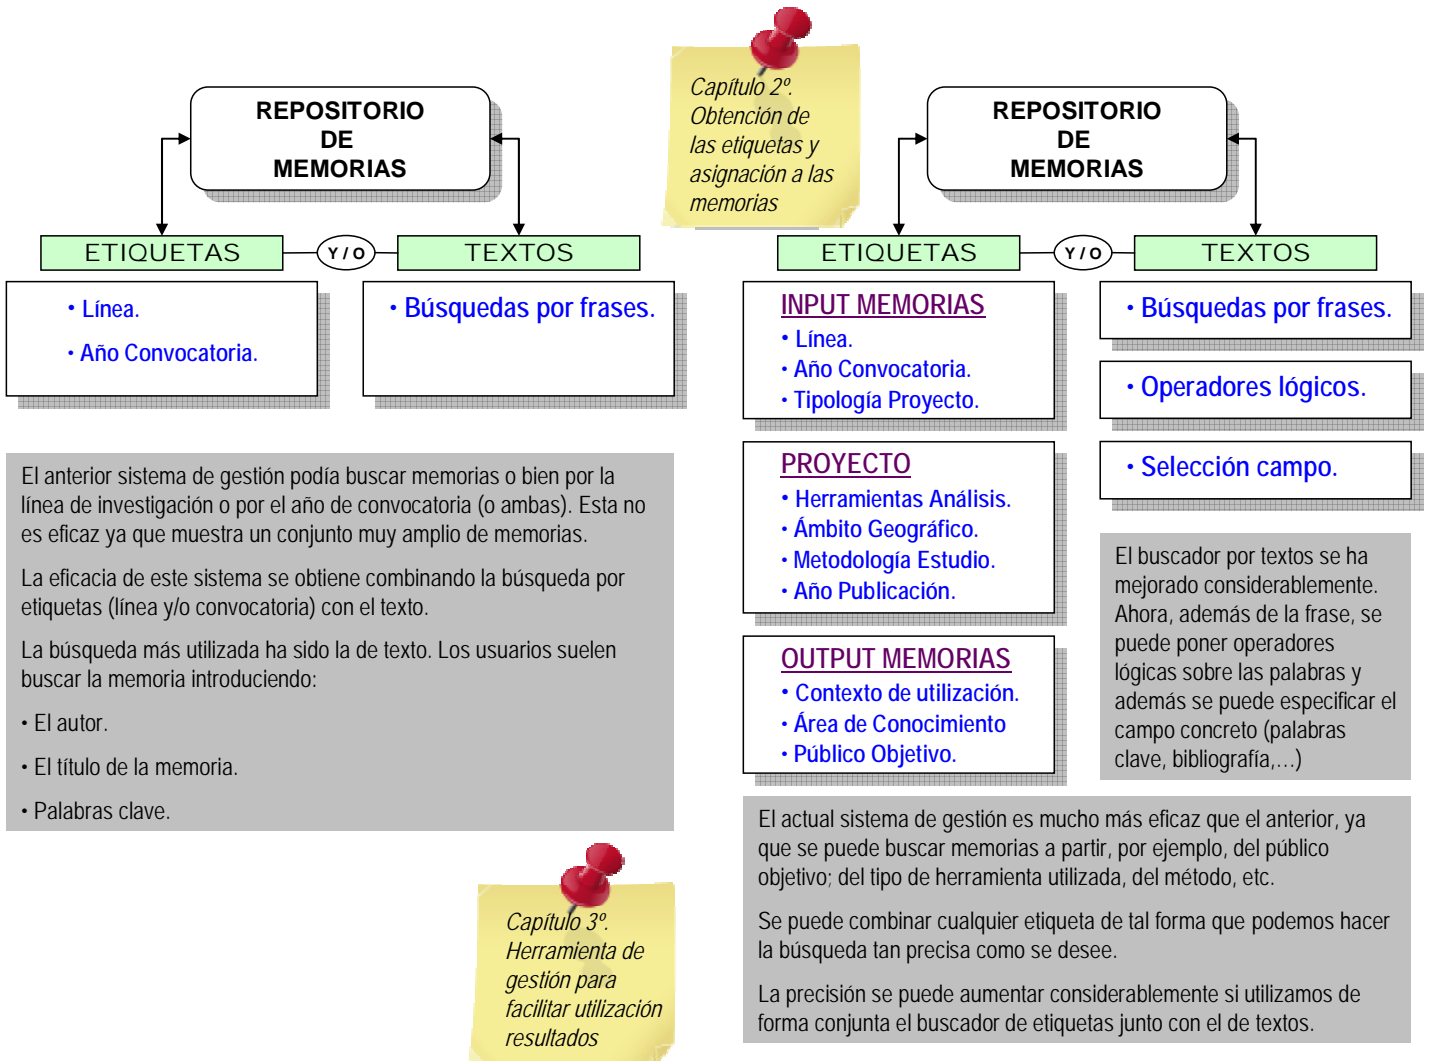 REPOSITORIO
DE
MEMORIAS
ETIQUETAS
Y / O
TEXTOS
• Línea.
• Año Convocatoria.
• Búsquedas por frases.
El anterior sistema de gestión podía buscar memorias o bien por la
línea de investigación o por el año de convocatoria (o ambas). Esta no
es eficaz ya que muestra un conjunto muy amplio de memorias.
La eficacia de este sistema se obtiene combinando la búsqueda por
etiquetas (línea y/o convocatoria) con el texto.
La búsqueda más utilizada ha sido la de texto. Los usuarios suelen
buscar la memoria introduciendo:
• El autor.
• El título de la memoria.
• Palabras clave.
Capítulo 2º.
Obtención de
las etiquetas y
asignación a las
memorias
REPOSITORIO
DE
MEMORIAS
ETIQUETAS
Y / O
TEXTOS
INPUT MEMORIAS
• Línea.
• Año Convocatoria.
• Tipología Proyecto.
PROYECTO
• Herramientas Análisis.
• Ámbito Geográfico.
• Metodología Estudio.
• Año Publicación.
OUTPUT MEMORIAS
• Contexto de utilización.
• Área de Conocimiento
• Público Objetivo.
• Búsquedas por frases.
• Operadores lógicos.
• Selección campo.
El buscador por textos se ha
mejorado considerablemente.
Ahora, además de la frase, se
puede poner operadores
lógicas sobre las palabras y
además se puede especificar el
campo concreto (palabras
clave, bibliografía,…)
El actual sistema de gestión es mucho más eficaz que el anterior, ya
que se puede buscar memorias a partir, por ejemplo, del público
objetivo; del tipo de herramienta utilizada, del método, etc.
Se puede combinar cualquier etiqueta de tal forma que podemos hacer
la búsqueda tan precisa como se desee.
La precisión se puede aumentar considerablemente si utilizamos de
forma conjunta el buscador de etiquetas junto con el de textos.
Capítulo 3º.
Herramienta de
gestión para
facilitar utilización
resultados